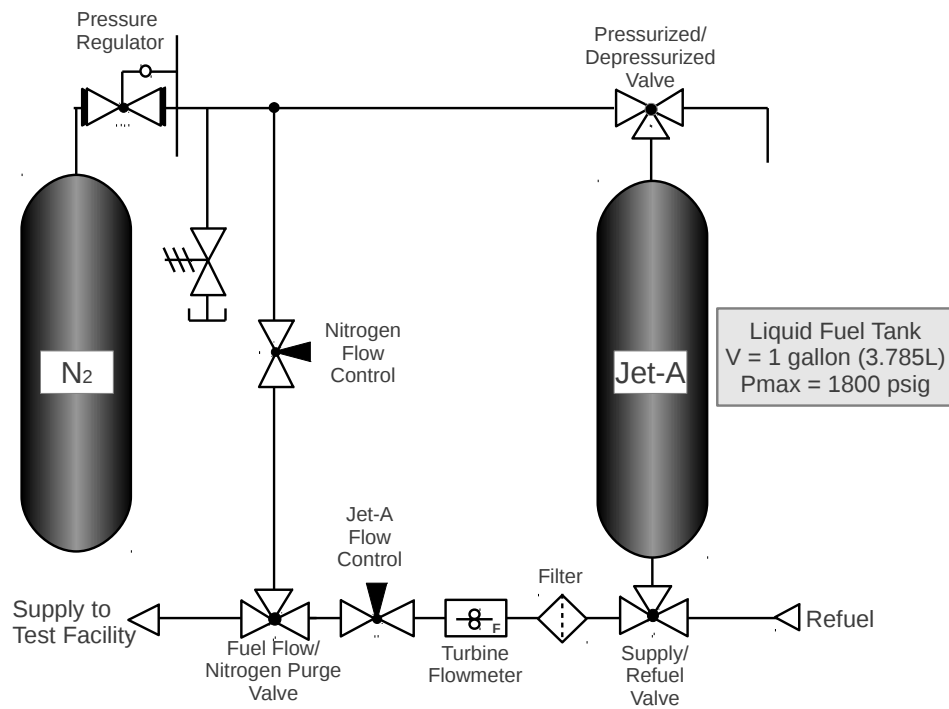 Pressure
Regulator
Pressurized/
Depressurized
Valve
N2
Nitrogen
Flow
Control
Jet-A
Liquid Fuel Tank
V = 1 gallon (3.785L)
Pmax = 1800 psig
Jet-A
Flow
Control
Filter
Supply to
Test Facility
F
Refuel
Fuel Flow/
Nitrogen Purge
Valve
Turbine
Flowmeter
Supply/
Refuel
Valve